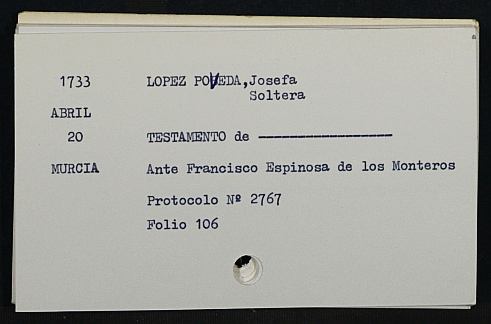 1733 LOPEZ POVEDA, Josefa
Soltera
ABRIL
20 TESTAMENTO de -----------------
MURCIA Ante Francisco Espinosa de los Monteros
Protocolo Nº 2767
Folio 106